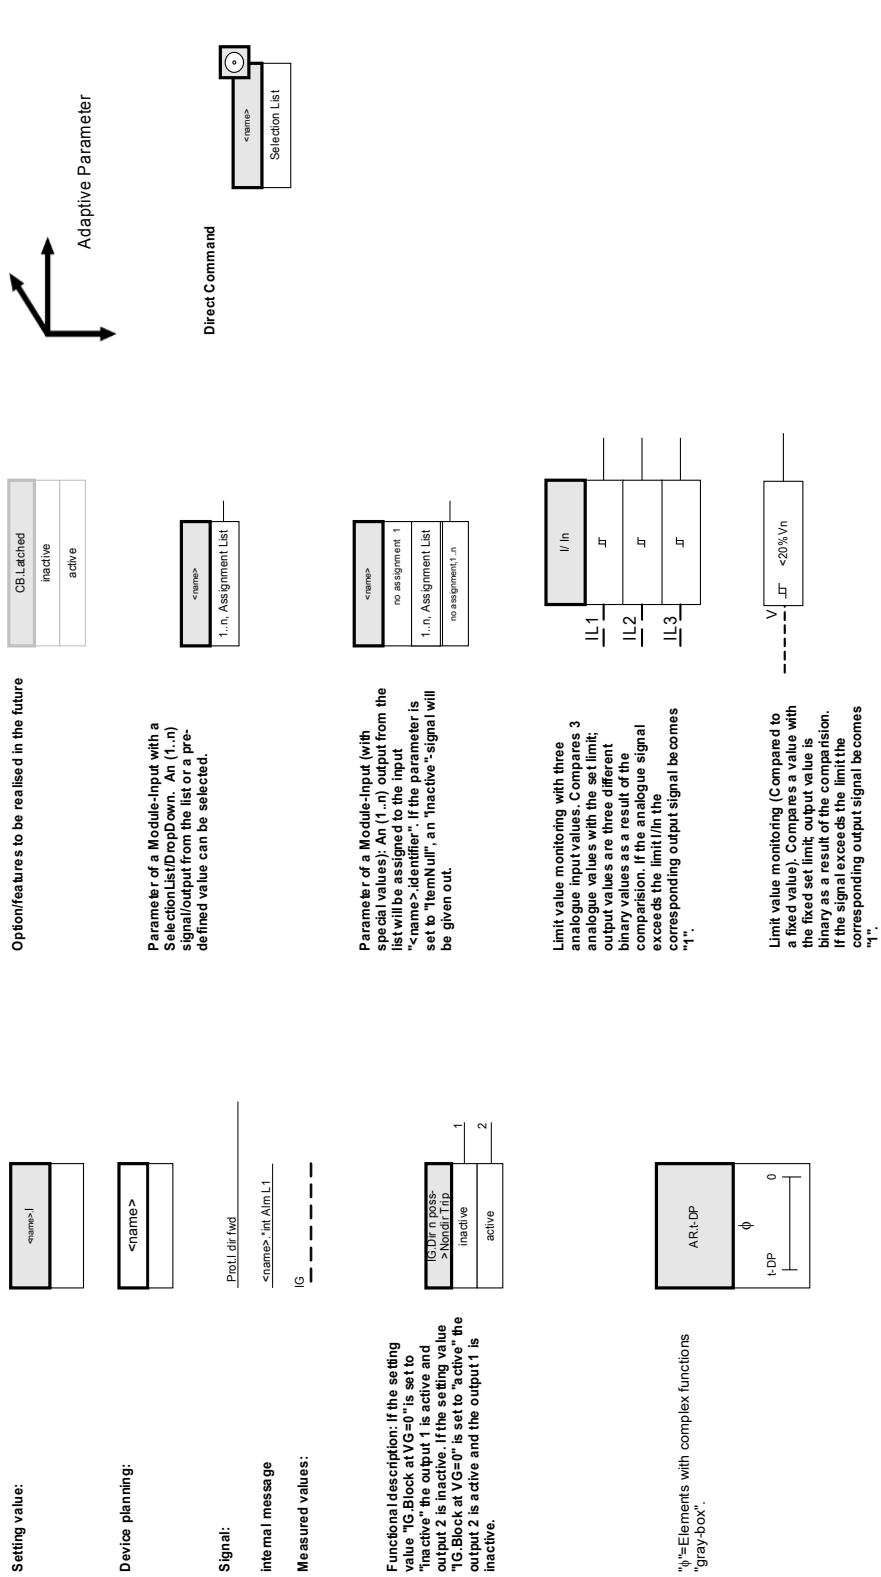 Setting value:
<name>.I
Device planning:
<name>
Signal:
Prot.I dir fwd
internal message
<name>.*int Alm L1
Measured values:
IG
Functional description: If the setting
value "IG.Block at VG=0" is set to
"inactive" the output 1 is active and
output 2 is inactive. If the setting value
"IG.Block at VG=0" is set to "active" the
output 2 is active and the output 1 is
inactive.
IG.Dir n poss-
>Nondir Trip
inactive
active
1
2
"ϕ"=Elements with complex functions
"gray-box".
AR.t-DP
ϕ
t-DP
0
Option/features to be realised in the future
CB.Latched
inactive
active
Parameter of a Module-Input with a
SelectionList/DropDown. An (1..n)
signal/output from the list or a pre-
defined value can be selected.
<name>
1..n, Assignment List
Parameter of a Module-Input (with
special values): An (1..n) output from the
list will be assigned to the input
"<name>.identifier". If the parameter is
set to "ItemNull", an "inactive"-signal will
be given out.
<name>
no assignment 1
1..n, Assignment List
no assignment,1..n
Limit value monitoring with three
analogue input values. Compares 3
analogue values with the set limit;
output values are three different
binary values as a result of the
comparision. If the analogue signal
exceeds the limit I/In the
corresponding output signal becomes
"1".
I/ In
IL1
IL2
IL3
Limit value monitoring (Compared to
a fixed value). Compares a value with
the fixed set limit; output value is
binary as a result of the comparision.
If the signal exceeds the limit the
corresponding output signal becomes
"1".
V
<20%Vn
Adaptive Parameter
Direct Command
<name>
Selection List